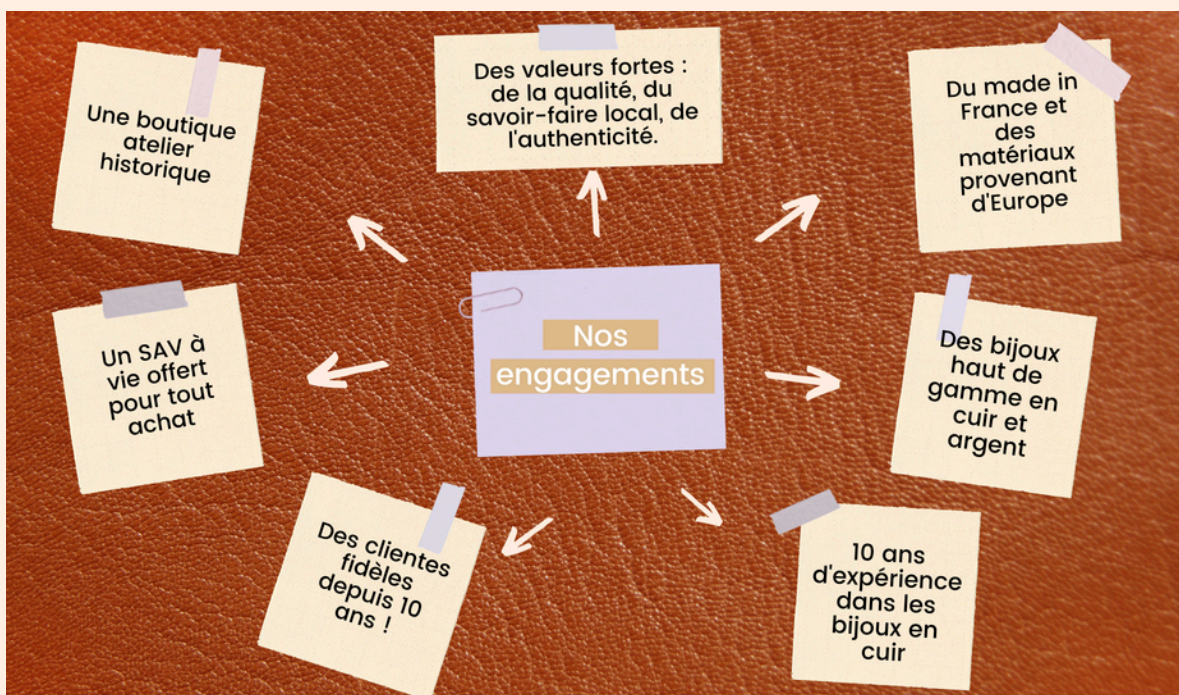 Une boutique
atelier
historique
Des valeurs fortes :
de la qualité, du
savoir-faire local, de
l'authenticité.
Du made in
France et
des
matériaux
provenant
d'Europe
Un SAV à
vie offert
pour tout
achat
Nos
engagements
Des bijoux
haut de
gamme en
cuir et
argent
Des clientes
fidèles
depuis 10
ans !
10 ans
d'expérience
dans les
bijoux en
cuir